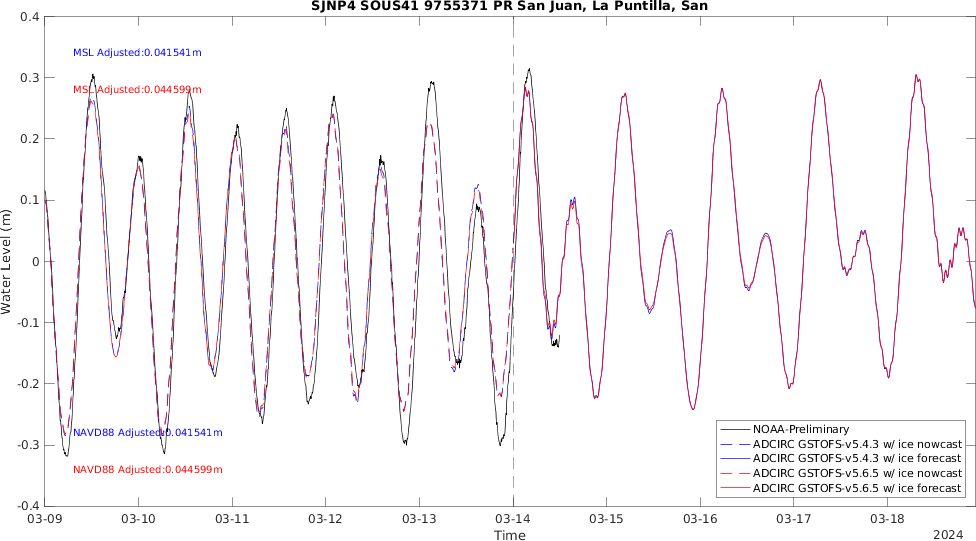 SJNP4 SOUS41 9755371 PR San Juan, La Puntilla, San
0.4
0.3
0.2
0.1
0
-0.1
-0.2
-0.3
-0.4
Water Level (m)
MSL Adjusted:0.041541m
MSL Adjusted:0.044599m
NAVD88 Adjusted:0.041541m
NAVD88 Adjusted:0.044599m
NOAA-Preliminary
ADCIRC GSTOFS-v5.4.3 w/ ice nowcast
ADCIRC GSTOFS-v5.4.3 w/ ice forecast
ADCIRC GSTOFS-v5.6.5 w/ ice nowcast
ADCIRC GSTOFS-v5.6.5 w/ ice forecast
03-09 03-10 03-11 03-12 03-13 03-14 03-15 03-16 03-17 03-18
Time
2024